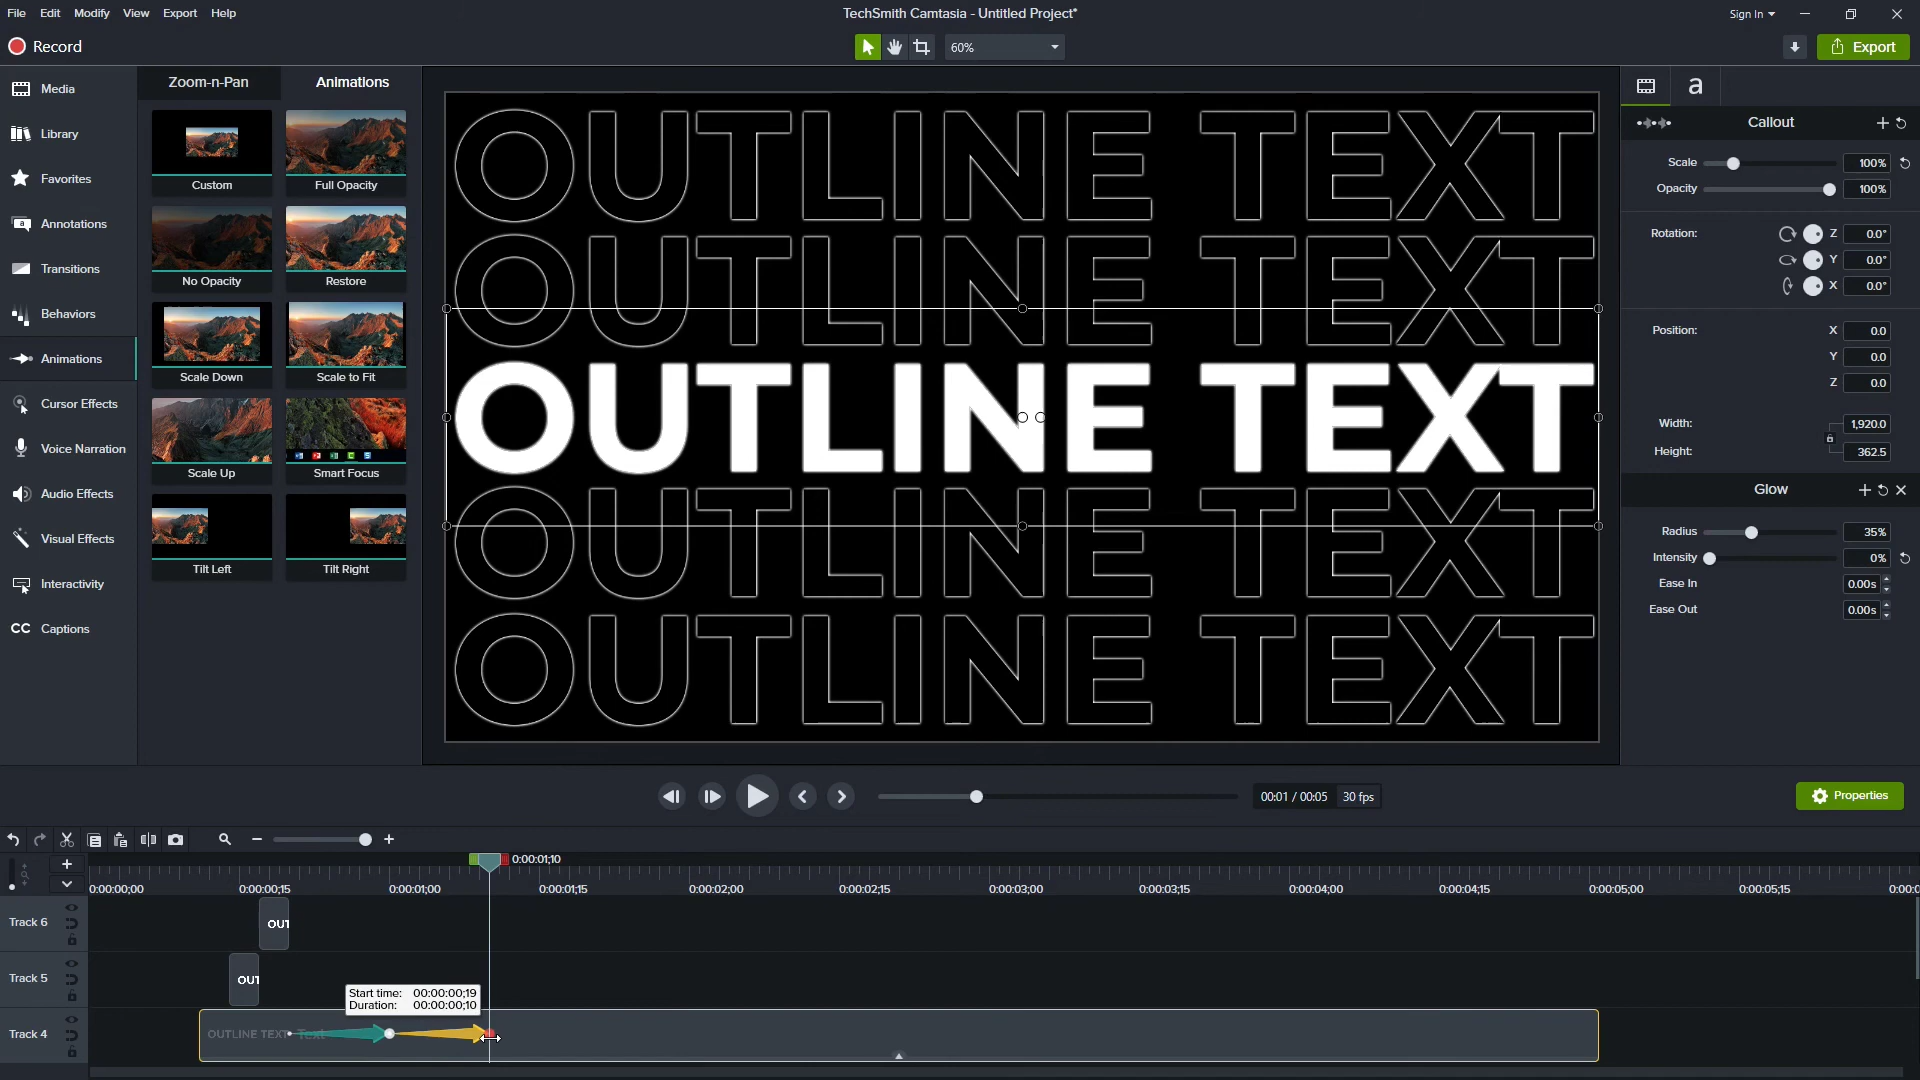 File Edit Modify View Export Help
TechSmith Camtasia - Untitled Project*
Sign In
Record
60%
Export
Media
Library
Favorites
Annotations
Transitions
Behaviors
Animations
Cursor Effects
Voice Narration
Audio Effects
Visual Effects
Interactivity
CC Captions
Zoom-n-Pan Animations
Custom Full Opacity
No Opacity Restore
Scale Down Scale to Fit
Scale Up Smart Focus
Tilt Left Tilt Right
OUTLINE TEXT
OUTLINE TEXT
OUTLINE TEXT
OUTLINE TEXT
OUTLINE TEXT
a
Callout
Scale 100%
Opacity 100%
Rotation: Z 0.0°
Y 0.0°
X 0.0°
Position: X 0.0
Y 0.0
Z 0.0
Width: 1,920.0
Height: 362.5
Glow
Radius 35%
Intensity 0%
Ease In 0.00s
Ease Out 0.00s
00:01 / 00:05 30 fps
Properties
0:00:01;10
0:00:00;00 0:00:00;15 0:00:01;00 0:00:01;15 0:00:02;00 0:00:02;15 0:00:03;00 0:00:03;15 0:00:04;00 0:00:04;15 0:00:05;00 0:00:05;15 0:00:0
Track 6 OUT
Track 5 OUT
Start time: 00:00:00;19
Duration: 00:00:00;10
Track 4 OUTLINE TEXT Text